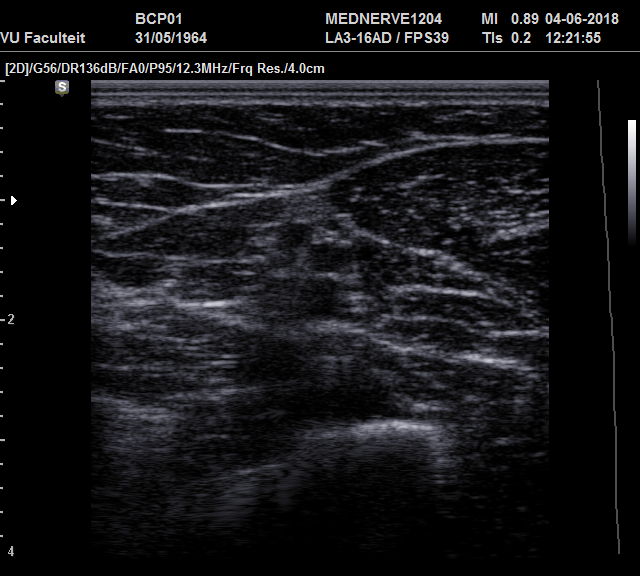 BCP01 MEDNERVE1204 MI 0.89 04-06-2018
VU Faculteit 31/05/1964 LA3-16AD / FPS39 TIs 0.2 12:21:55
[2D]/G56/DR136dB/FA0/P95/12.3MHz/Frq Res./4.0cm
S
2
4